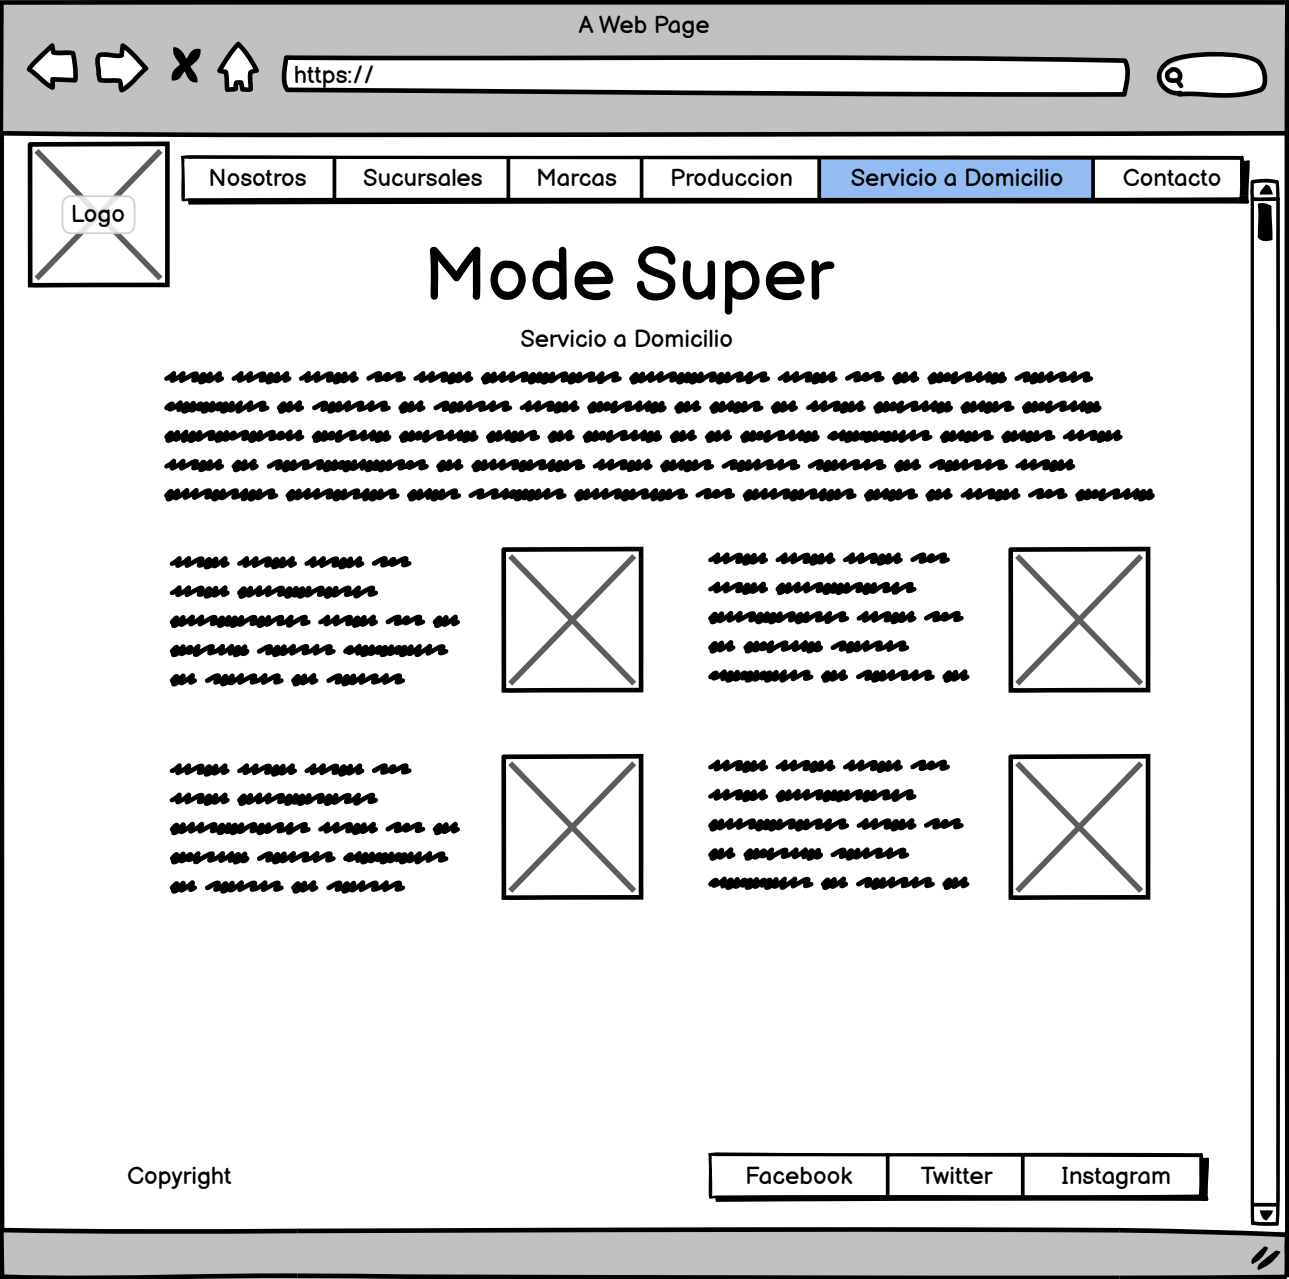 A Web Page
https://
Logo
Nosotros Sucursales Marcas Produccion Servicio a Domicilio Contacto
Mode Super
Servicio a Domicilio
Copyright
Facebook Twitter Instagram